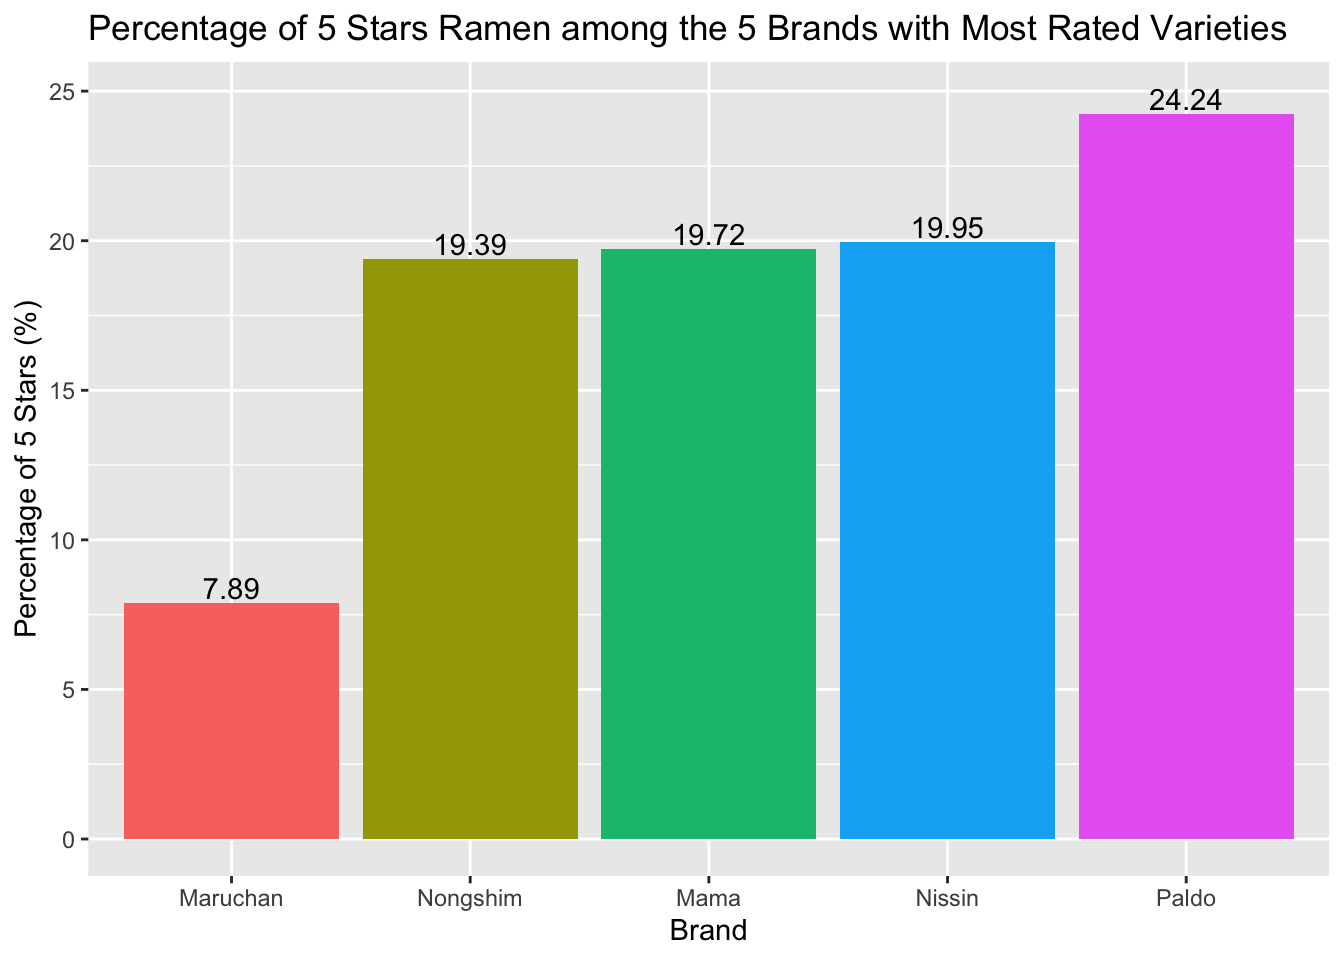 Percentage of 5 Stars Ramen among the 5 Brands with Most Rated Varieties
Percentage of 5 Stars (%)
25
20
15
10
5
0
7.89
19.39
19.72
19.95
24.24
Maruchan
Nongshim
Mama
Nissin
Paldo
Brand